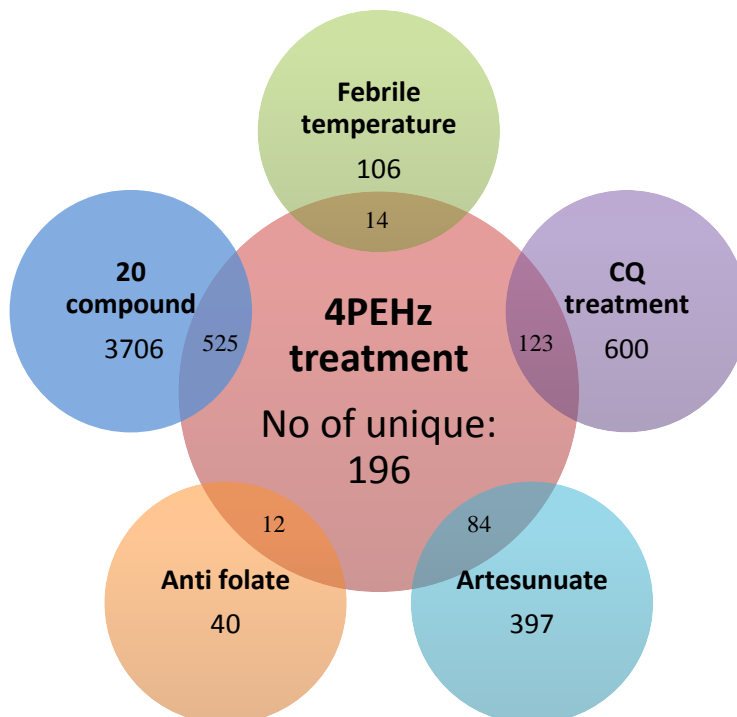 Febrile
temperature
106
14
20
compound
3706
525
CQ
treatment
600
123
4PEHz
treatment
No of unique:
196
12
Anti folate
40
84
Artesunuate
397